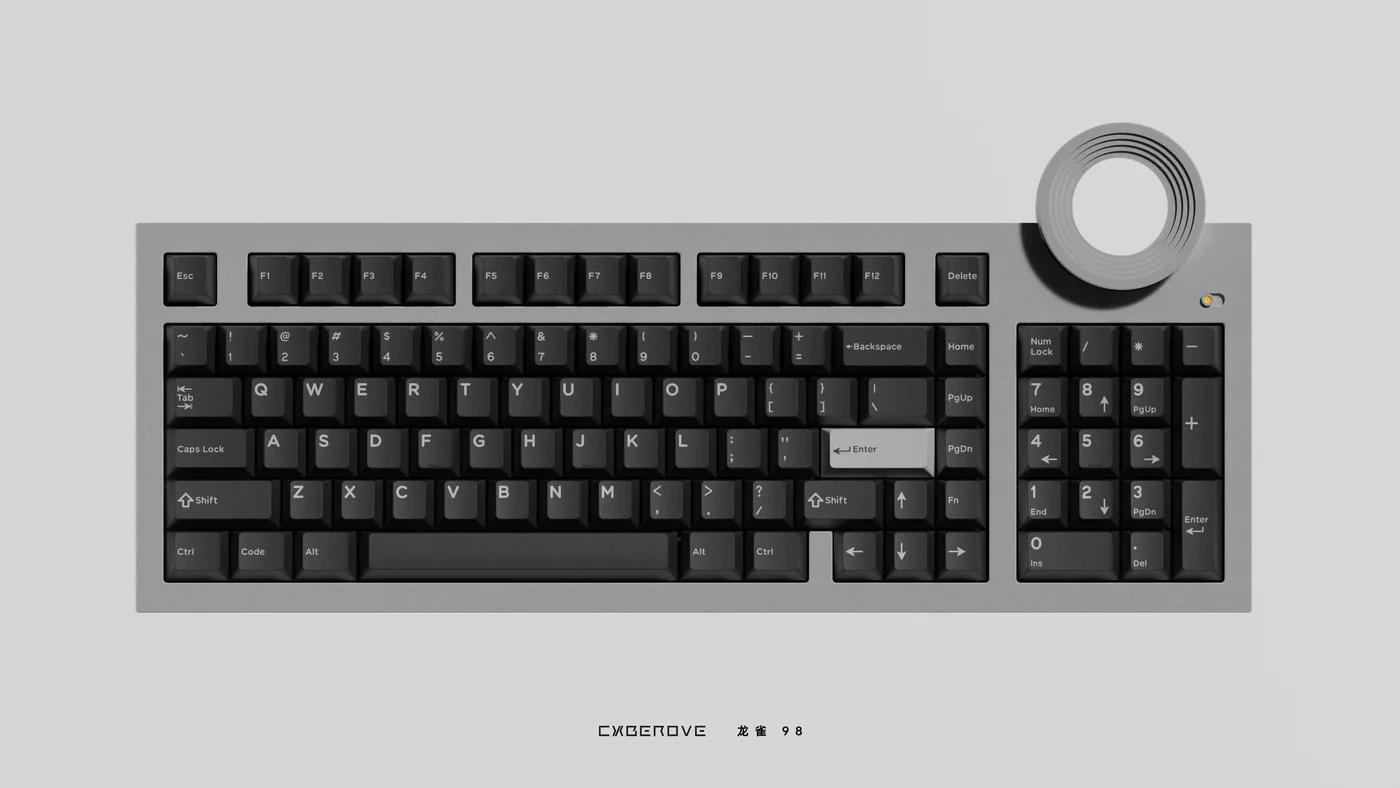 Esc F1 F2 F3 F4 F5 F6 F7 F8 F9 F10 F11 F12 Delete
~ ! @ # $ % ^ & * ( ) — +
` 1 2 3 4 5 6 7 8 9 0 - = ←Backspace Home
Num Lock / * —
Tab Q W E R T Y U I O P { [ } ] | \ PgUp
7 Home 8 ↑ 9 PgUp +
Caps Lock A S D F G H J K L : ; " ' Enter PgDn
4 ← 5 6 →
Shift Z X C V B N M < , > . ? / Shift ↑ Fn
1 End 2 ↓ 3 PgDn Enter
Ctrl Code Alt Alt Ctrl ← ↓ →
0 Ins . Del
CYBEROVE 龙雀 98